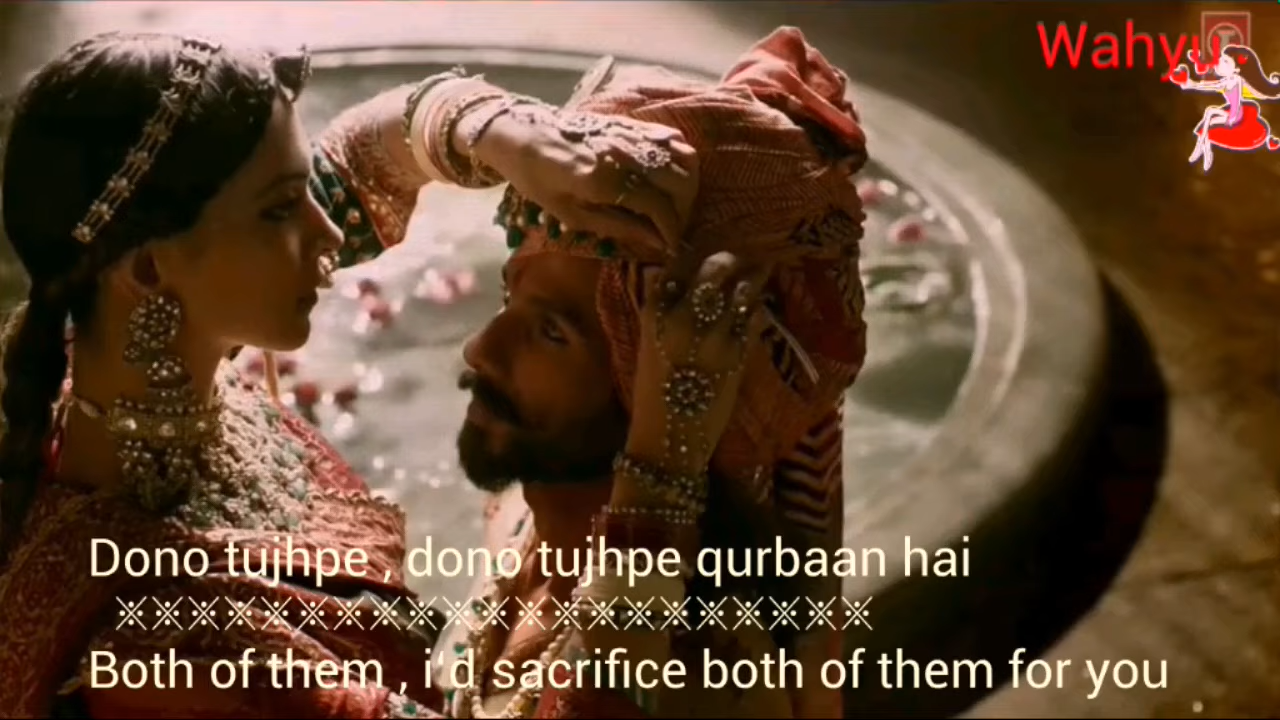 Wahyu
Dono tujhpe , dono tujhpe qurbaan hai
※※※※※※※※※※※※※※※※※※※※※
Both of them , i'd sacrifice both of them for you